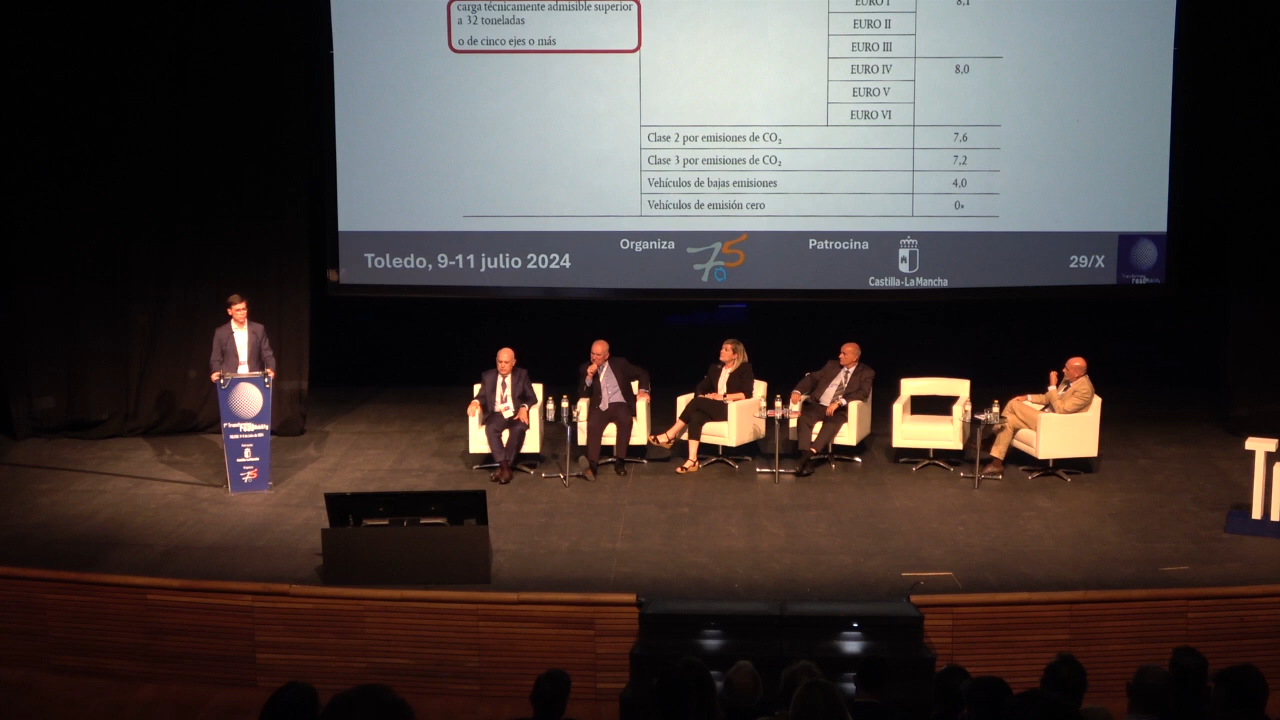 carga técnicamente admisible superior
a 32 toneladas
o de cinco ejes o más
EURO I
8,1
EURO II
EURO III
EURO IV
8,0
EURO V
EURO VI
Clase 2 por emisiones de CO₂
7,6
Clase 3 por emisiones de CO₂
7,2
Vehículos de bajas emisiones
4,0
Vehículos de emisión cero
0*
Toledo, 9-11 julio 2024
Organiza
75
Patrocina
Castilla-La Mancha
29/X